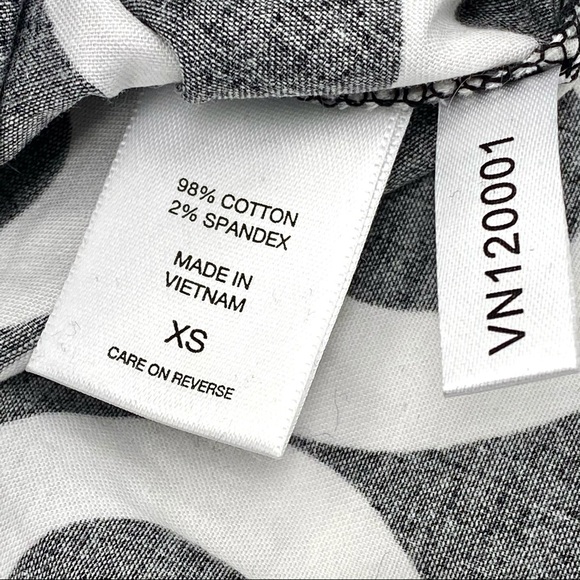 98% COTTON
2% SPANDEX
MADE IN
VIETNAM
XS
CARE ON REVERSE
VN120001